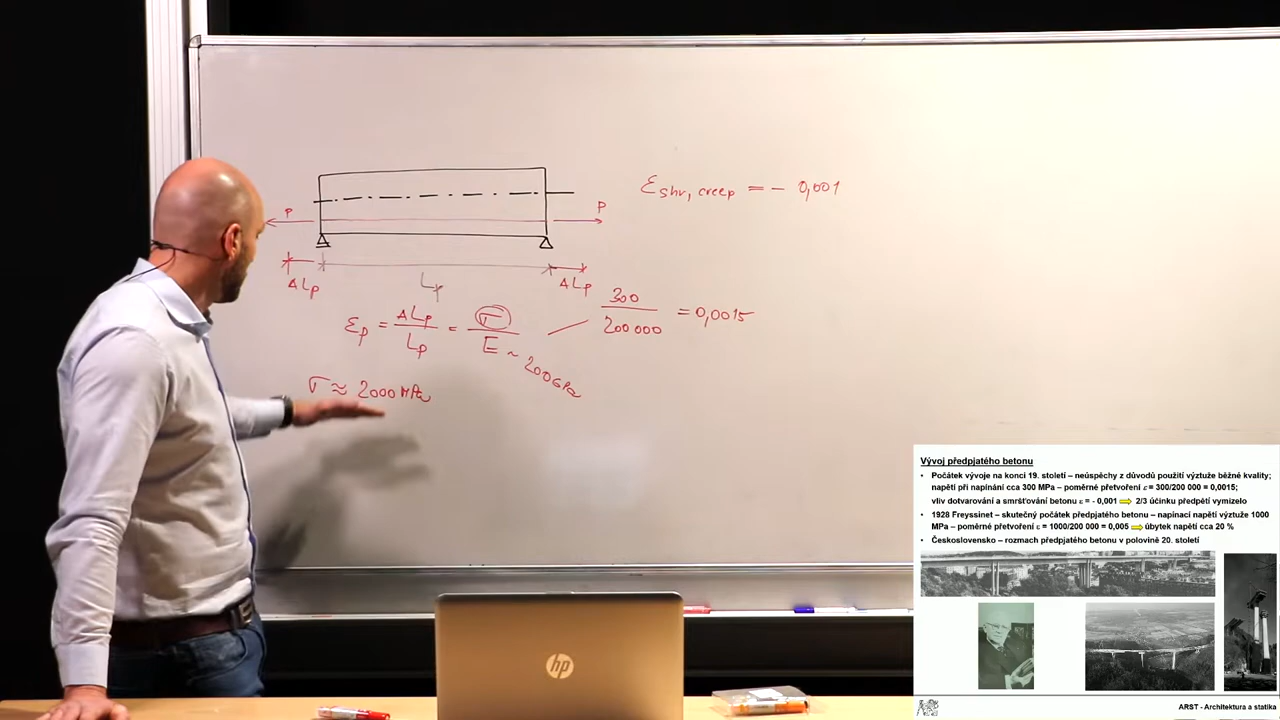 ε shr, creep = - 0,001
P
P
ΔLp
Lp
ΔLp
εp = ΔLp / Lp = σ / E ~ 200GPa
300 / 200 000 = 0,0015
σ ≈ 2000 MPa
hp
Vývoj předpjatého betonu
• Počátek vývoje na konci 19. století – neúspěchy z důvodů použití výztuže běžné kvality;
napětí při napínání cca 300 MPa – poměrné přetvoření ε = 300/200 000 = 0,0015;
vliv dotvarování a smršťování betonu ε = - 0,001 ⇨ 2/3 účinku předpětí vymizelo
• 1928 Freyssinet – skutečný počátek předpjatého betonu – napínací napětí výztuže 1000
MPa – poměrné přetvoření ε = 1000/200 000 = 0,005 ⇨ úbytek napětí cca 20 %
• Československo – rozmach předpjatého betonu v polovině 20. století
ARST - Architektura a statika